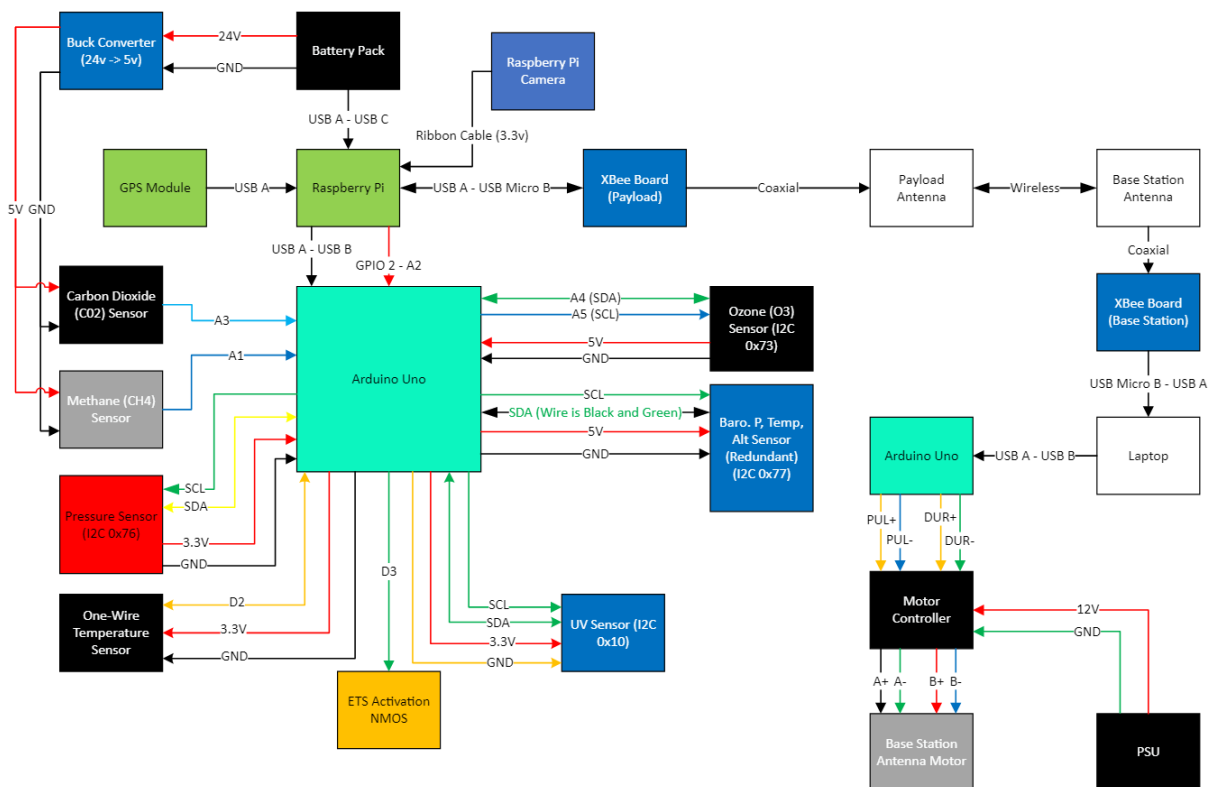 Buck Converter
(24v -> 5v)
24V
GND
Battery Pack
Raspberry Pi
Camera
USB A - USB C
Ribbon Cable (3.3v)
GPS Module
USB A
Raspberry Pi
USB A - USB Micro B
XBee Board
(Payload)
Coaxial
Payload
Antenna
Wireless
Base Station
Antenna
5V
GND
USB A - USB B
GPIO 2 - A2
Coaxial
Carbon Dioxide
(C02) Sensor
A3
A1
Methane (CH4)
Sensor
Arduino Uno
A4 (SDA)
A5 (SCL)
5V
GND
Ozone (O3)
Sensor (I2C
0x73)
XBee Board
(Base Station)
SCL
SDA (Wire is Black and Green)
5V
GND
Baro. P, Temp,
Alt Sensor
(Redundant)
(I2C 0x77)
USB Micro B - USB A
Arduino Uno
USB A - USB B
Laptop
SCL
SDA
3.3V
GND
Pressure Sensor
(I2C 0x76)
PUL+
PUL-
DUR+
DUR-
D3
D2
3.3V
GND
One-Wire
Temperature
Sensor
SCL
SDA
3.3V
GND
UV Sensor (I2C
0x10)
Motor
Controller
12V
GND
A+
A-
B+
B-
ETS Activation
NMOS
Base Station
Antenna Motor
PSU